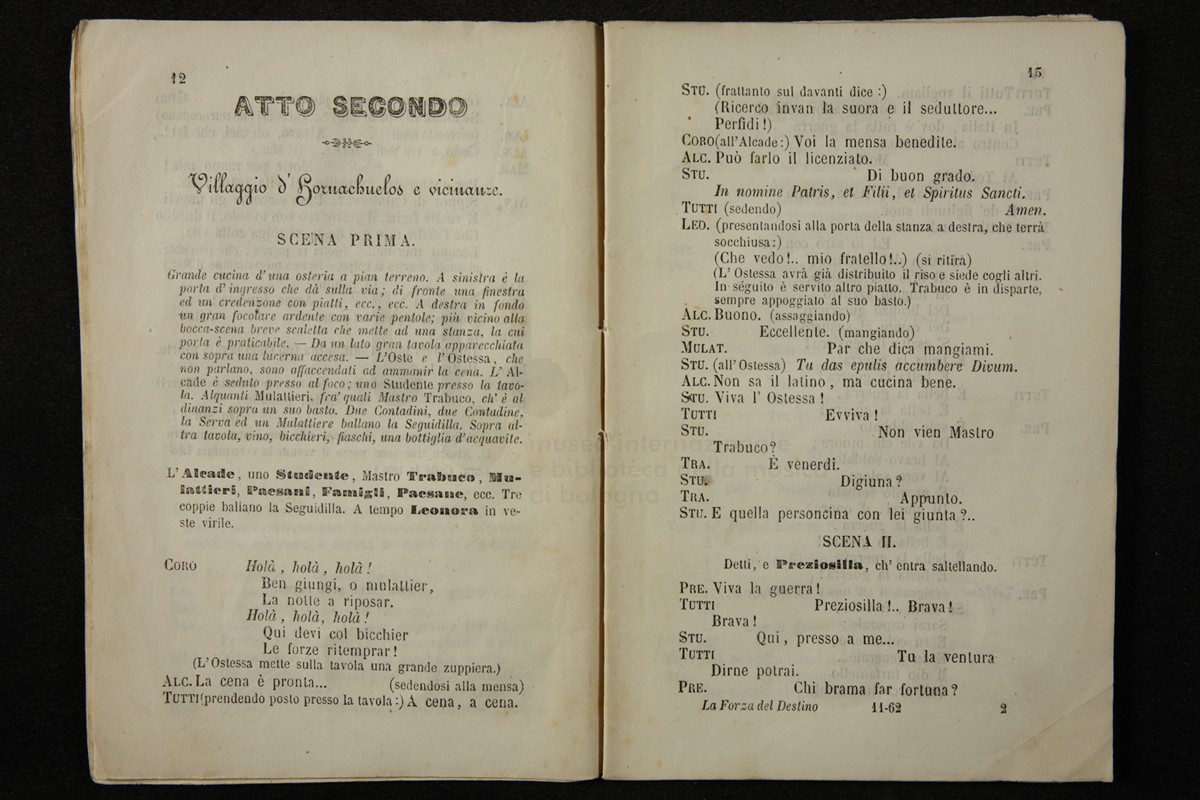 12
ATTO SECONDO
Villaggio d' Hornachuelos e vicinanze.
SCENA PRIMA.
Grande cucina d'una osteria a pian terreno. A sinistra è la
porta d'ingresso che dà sulla via; di fronte una finestra
ed un credenzone con piatti, ecc., ecc. A destra in fondo
un gran focolare ardente con varie pentole; più vicino alla
bocca-scena breve scaletta che mette ad una stanza, la cui
porta è praticabile. — Da un lato gran tavola apparecchiata
con sopra una lucerna accesa. — L'Oste e l'Ostessa, che
non parlano, sono affaccendati ad ammanir la cena. L'Al-
cade è seduto presso al foco; uno Studente presso la tavo-
la. Alquanti Mulattieri, fra' quali Mastro Trabuco, ch'è al
dinanzi sopra un suo basto. Due Contadini, due Contadine,
la Serva ed un Mulattiere ballano la Seguidilla. Sopra al-
tra tavola, vino, bicchieri, fiaschi, una bottiglia d'acquavite.
L'Alcade, uno Studente, Mastro Trabuco, Mu-
lattieri, Paesani, Famigli, Paesane, ecc. Tre
coppie baliano la Seguidilla. A tempo Leonora in ve-
ste virile.
CORO Holà, holà, holà!
Ben giungi, o mulattier,
La notte a riposar.
Holà, holà, holà!
Qui devi col bicchier
Le forze ritemprar!
(L'Ostessa mette sulla tavola una grande zuppiera.)
ALC. La cena è pronta... (sedendosi alla mensa)
TUTTI (prendendo posto presso la tavola:) A cena, a cena.
13
STU. (frattanto sul davanti dice:)
(Ricerco invan la suora e il seduttore...
Perfidi!)
CORO (all'Alcade:) Voi la mensa benedite.
ALC. Può farlo il licenziato.
STU. Di buon grado.
In nomine Patris, et Filii, et Spiritus Sancti.
TUTTI (sedendo) Amen.
LEO. (presentandosi alla porta della stanza a destra, che terrà
socchiusa:)
(Che vedo!.. mio fratello!..) (si ritira)
(L'Ostessa avrà già distribuito il riso e siede cogli altri.
In séguito è servito altro piatto. Trabuco è in disparte,
sempre appoggiato al suo basto.)
ALC. Buono. (assaggiando)
STU. Eccellente. (mangiando)
MULAT. Par che dica mangiami.
STU. (all'Ostessa) Tu das epulis accumbere Divum.
ALC. Non sa il latino, ma cucina bene.
STU. Viva l'Ostessa!
TUTTI Evviva!
STU. Non vien Mastro
Trabuco?
TRA. È venerdì.
STU. Digiuna?
TRA. Appunto.
STU. E quella personcina con lei giunta?..
SCENA II.
Detti, e Preziosilla, ch'entra saltellando.
PRE. Viva la guerra!
TUTTI Preziosilla!.. Brava!
Brava!
STU. Qui, presso a me...
TUTTI Tu la ventura
Dirne potrai.
PRE. Chi brama far fortuna?
La Forza del Destino 11-62 2
museo internazionale
e biblioteca della musica
di bologna